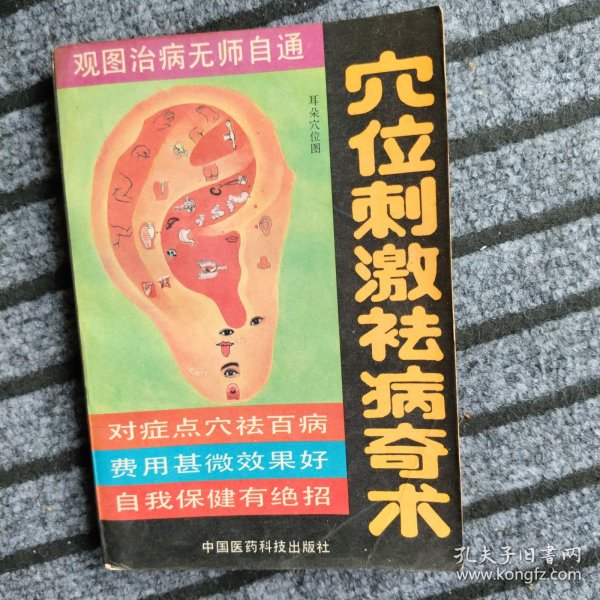 观图治病无师自通
耳朵穴位图
穴位刺激祛病奇术
对症点穴祛百病
费用甚微效果好
自我保健有绝招
中国医药科技出版社
孔夫子旧书网
www.kongfz.com